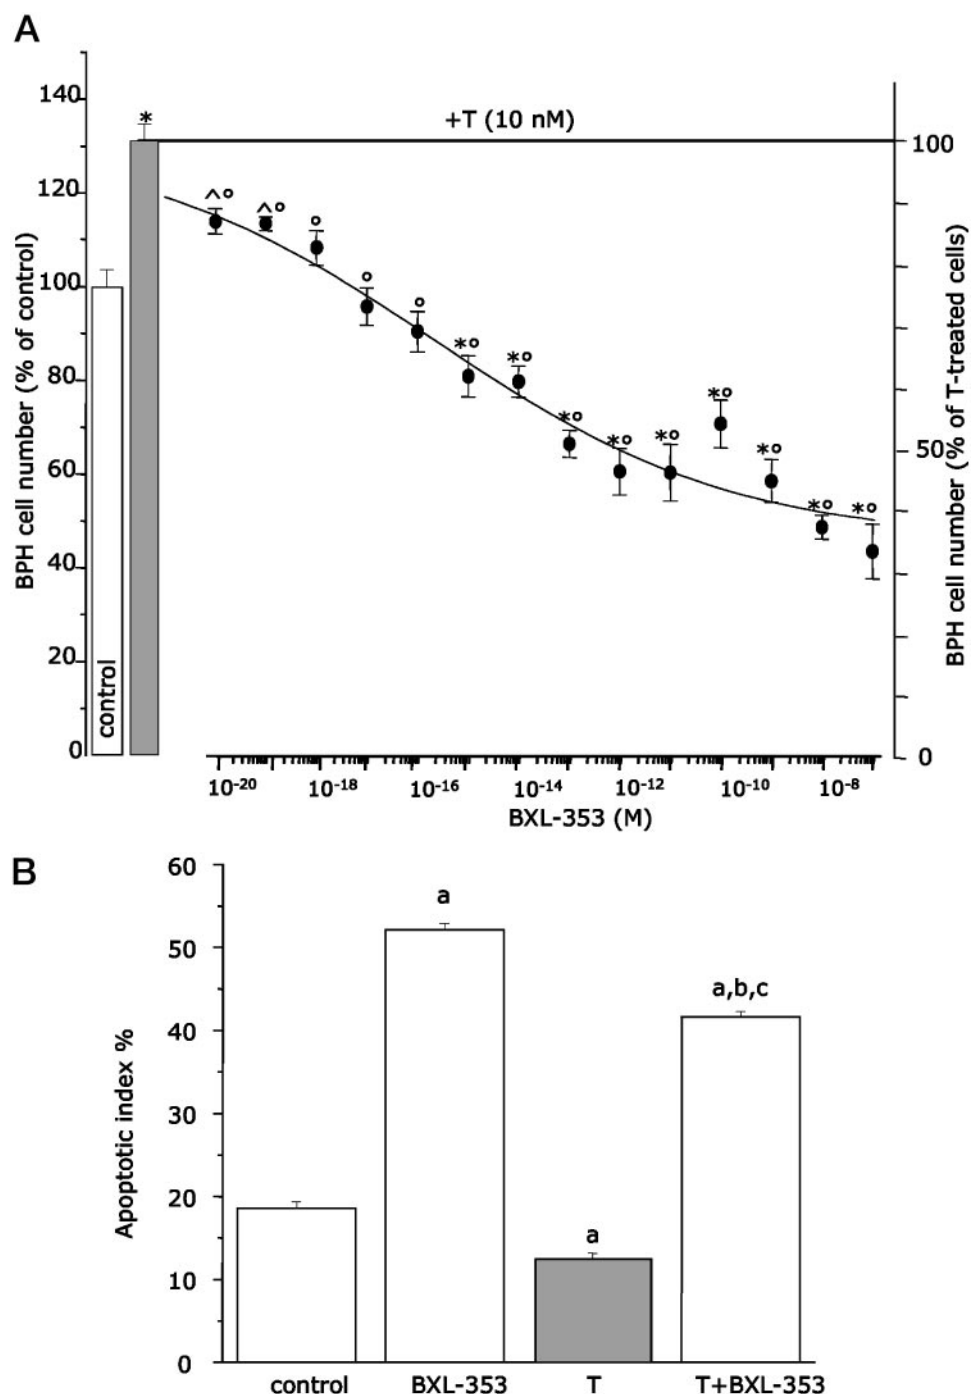 A
BPH cell number (% of control)
140
120
100
80
60
40
20
0
control
*
+T (10 nM)
^°
^°
°
°
°
*°
*°
*°
*°
*°
*°
*°
*°
*°
100
50
0
BPH cell number (% of T-treated cells)
10-20 10-18 10-16 10-14 10-12 10-10 10-8
BXL-353 (M)
B
Apoptotic index %
60
50
40
30
20
10
0
a
a
a,b,c
control BXL-353 T T+BXL-353